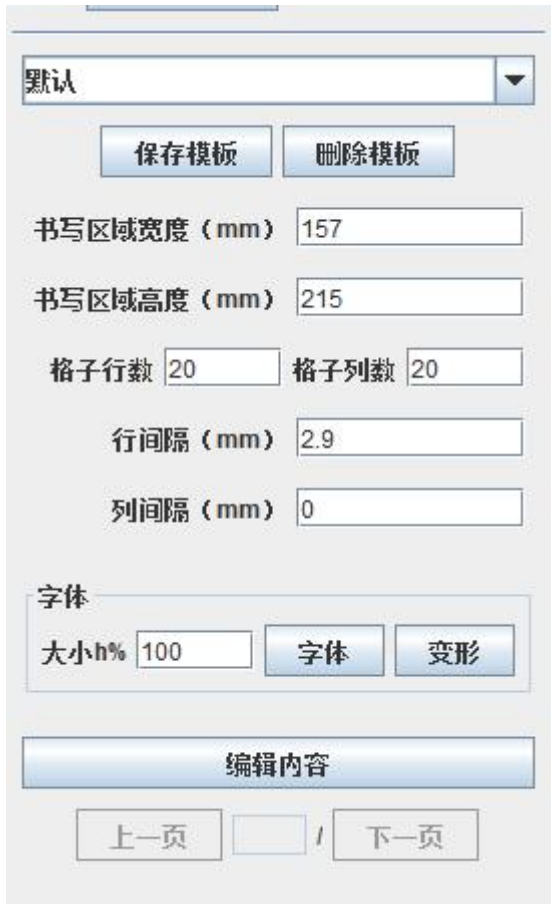 默认
保存模板 删除模板
书写区域宽度（mm） 157
书写区域高度（mm） 215
格子行数 20 格子列数 20
行间隔（mm） 2.9
列间隔（mm） 0
字体
大小h% 100 字体 变形
编辑内容
上一页 / 下一页